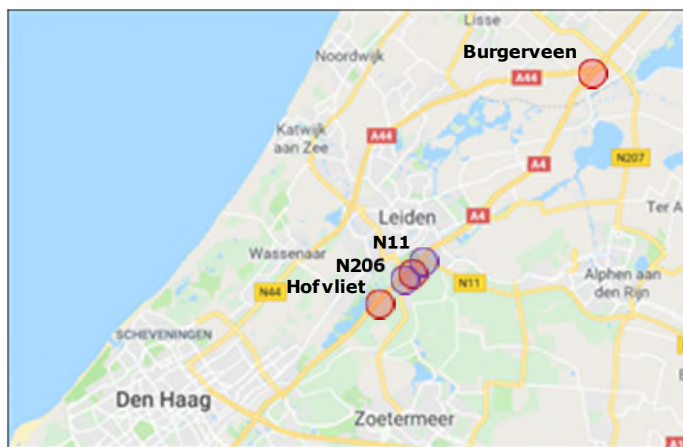 Lisse
Burgerveen
Noordwijk
A44
Katwijk
aan Zee
A44
A4
N207
Leiden
A4
Ter A
N11
Wassenaar
N206
Alphen aan
den Rijn
N44
Hofvliet
N11
SCHEVENINGEN
Den Haag
Zoetermeer